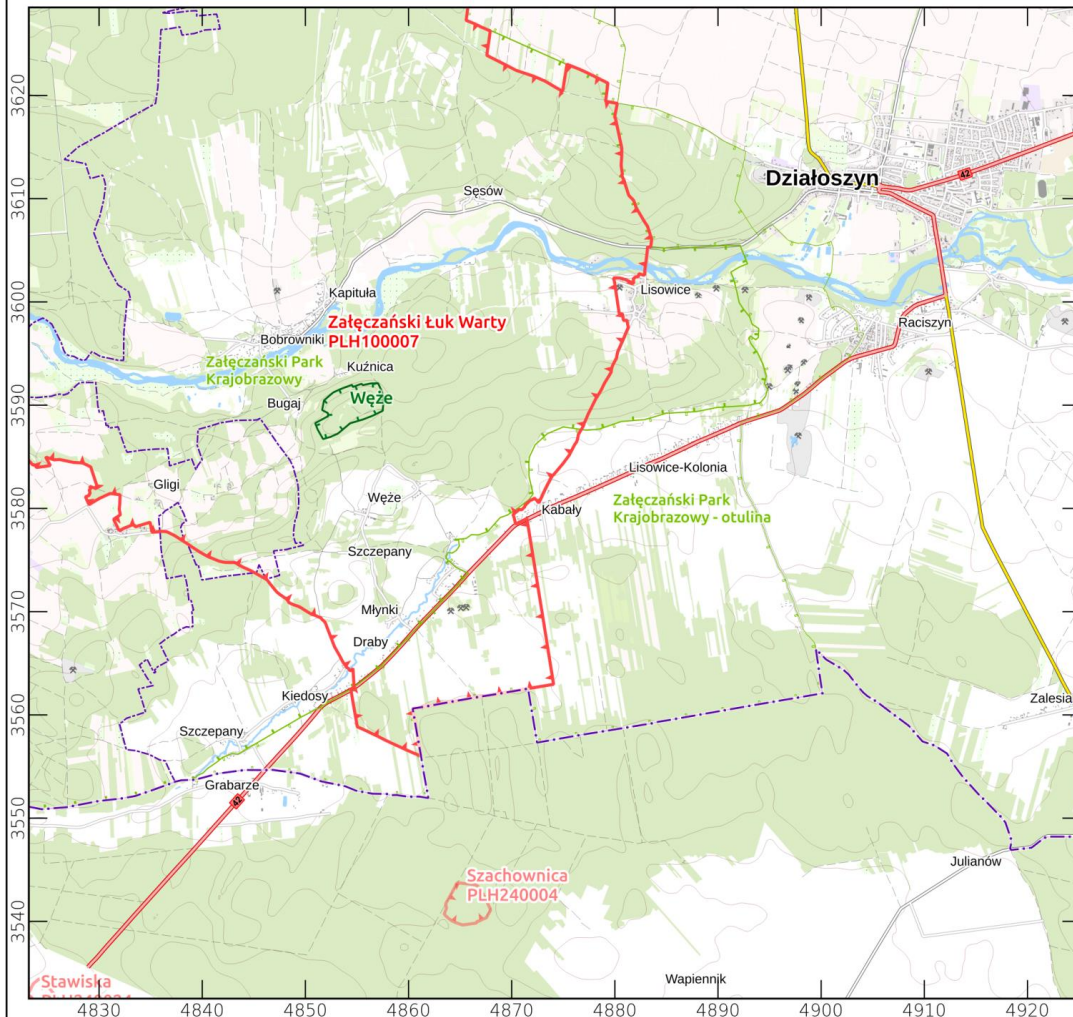 3620
3610
3600
3590
3580
3570
3560
3550
3540
Działoszyn
42
Sęsów
Lisowice
Kapituła
Raciszyn
Załęczański Łuk Warty
PLH100007
Bobrowniki
Załęczański Park
Krajobrazowy
Kuźnica
Węże
Bugaj
Gligi
Węże
Lisowice-Kolonia
Kabały
Załęczański Park
Krajobrazowy - otulina
Szczepany
Młynki
Draby
Kiedosy
Zalesia
Szczepany
Grabarze
42
Julianów
Szachownica
PLH240004
Wapiennik
Stawiska
4830
4840
4850
4860
4870
4880
4890
4900
4910
4920